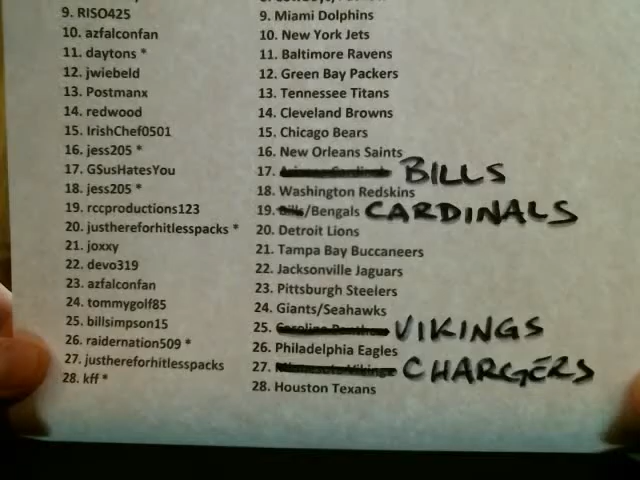 9. RISO425 9. Miami Dolphins
10. azfalconfan 10. New York Jets
11. daytons * 11. Baltimore Ravens
12. jwiebeld 12. Green Bay Packers
13. Postmanx 13. Tennessee Titans
14. redwood 14. Cleveland Browns
15. IrishChef0501 15. Chicago Bears
16. jess205 * 16. New Orleans Saints
17. GSusHatesYou 17. BILLS
18. jess205 * 18. Washington Redskins
19. rccproductions123 19. Bills/Bengals CARDINALS
20. justhereforhitlesspacks * 20. Detroit Lions
21. joxxy 21. Tampa Bay Buccaneers
22. devo319 22. Jacksonville Jaguars
23. azfalconfan 23. Pittsburgh Steelers
24. tommygolf85 24. Giants/Seahawks
25. billsimpson15 25. VIKINGS
26. raidernation509 * 26. Philadelphia Eagles
27. justhereforhitlesspacks 27. CHARGERS
28. kff * 28. Houston Texans